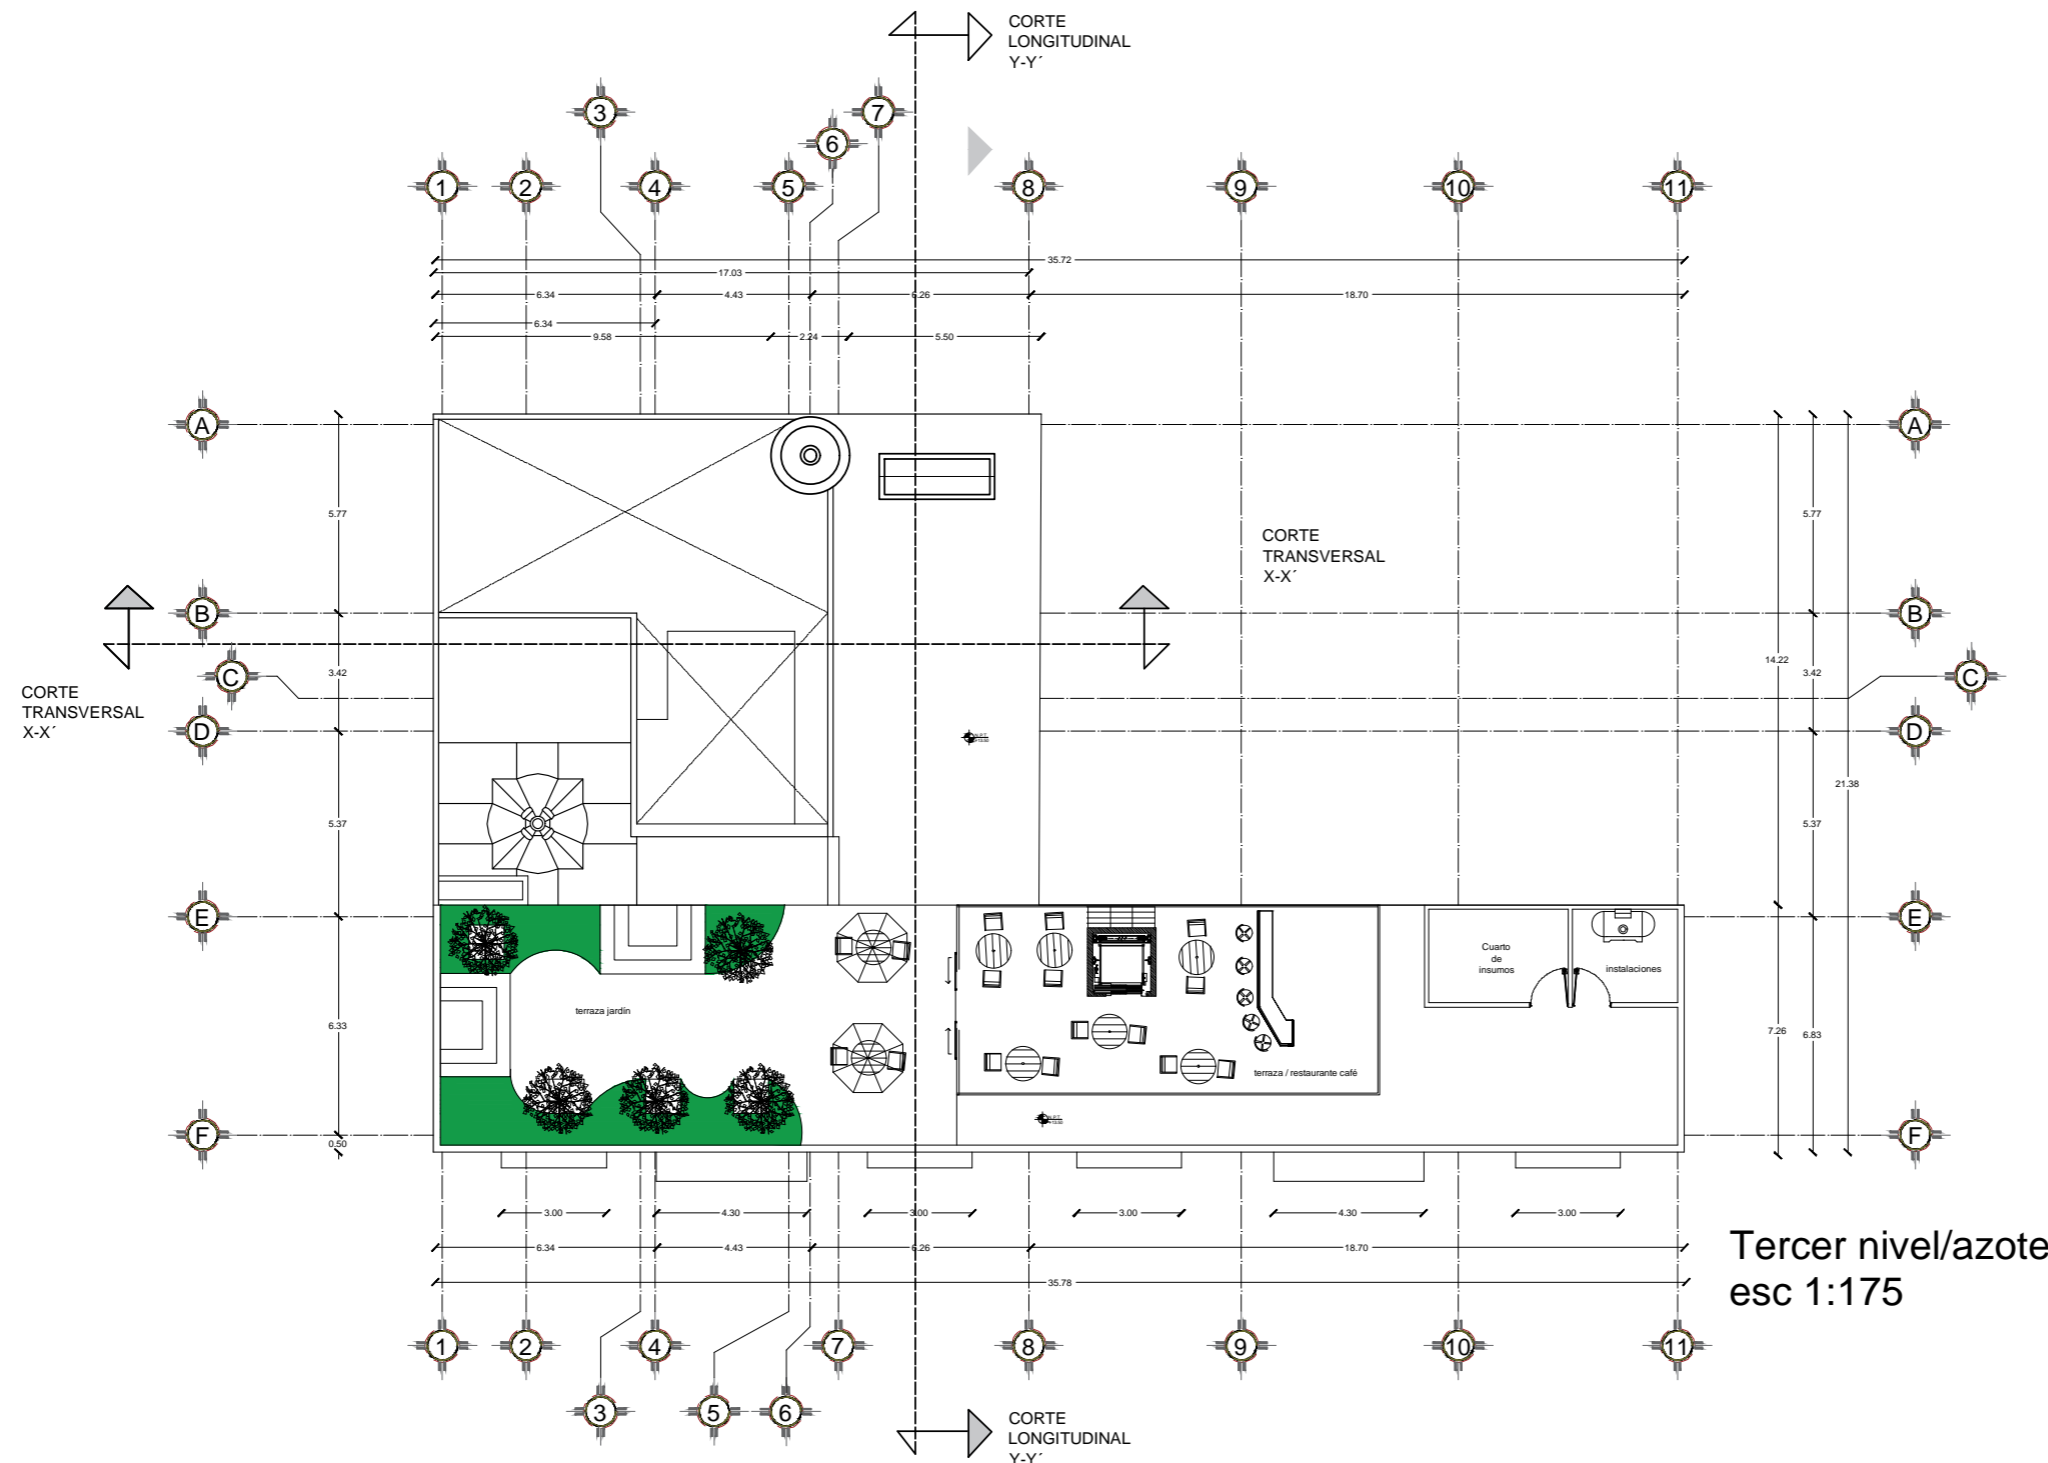 CORTE
LONGITUDINAL
Y-Y´
3
7
6
1
2
4
5
8
9
10
11
35.72
17.03
6.34
4.43
6.26
18.70
6.34
9.58
2.24
5.50
A
A
5.77
5.77
CORTE
TRANSVERSAL
X-X´
B
B
14.22
3.42
3.42
C
C
CORTE
TRANSVERSAL
X-X´
D
D
21.38
5.37
5.37
E
E
Cuarto
de
insumos
instalaciones
terraza jardín
6.33
7.26
6.83
terraza / restaurante café
F
F
0.50
3.00
4.30
3.00
3.00
4.30
3.00
6.34
4.43
6.26
18.70
35.78
Tercer nivel/azote
esc 1:175
1
2
4
7
8
9
10
11
3
5
6
CORTE
LONGITUDINAL
Y-Y´